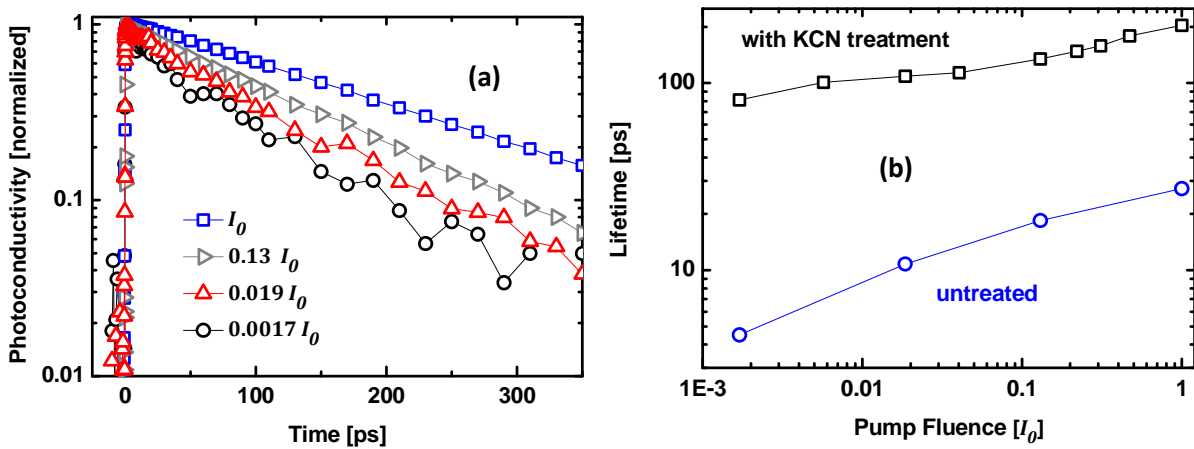 Photoconductivity [normalized]
1
0.1
0.01
(a)
I₀
0.13 I₀
0.019 I₀
0.0017 I₀
0 100 200 300
Time [ps]
Lifetime [ps]
100
10
with KCN treatment
(b)
untreated
1E-3 0.01 0.1 1
Pump Fluence [I₀]